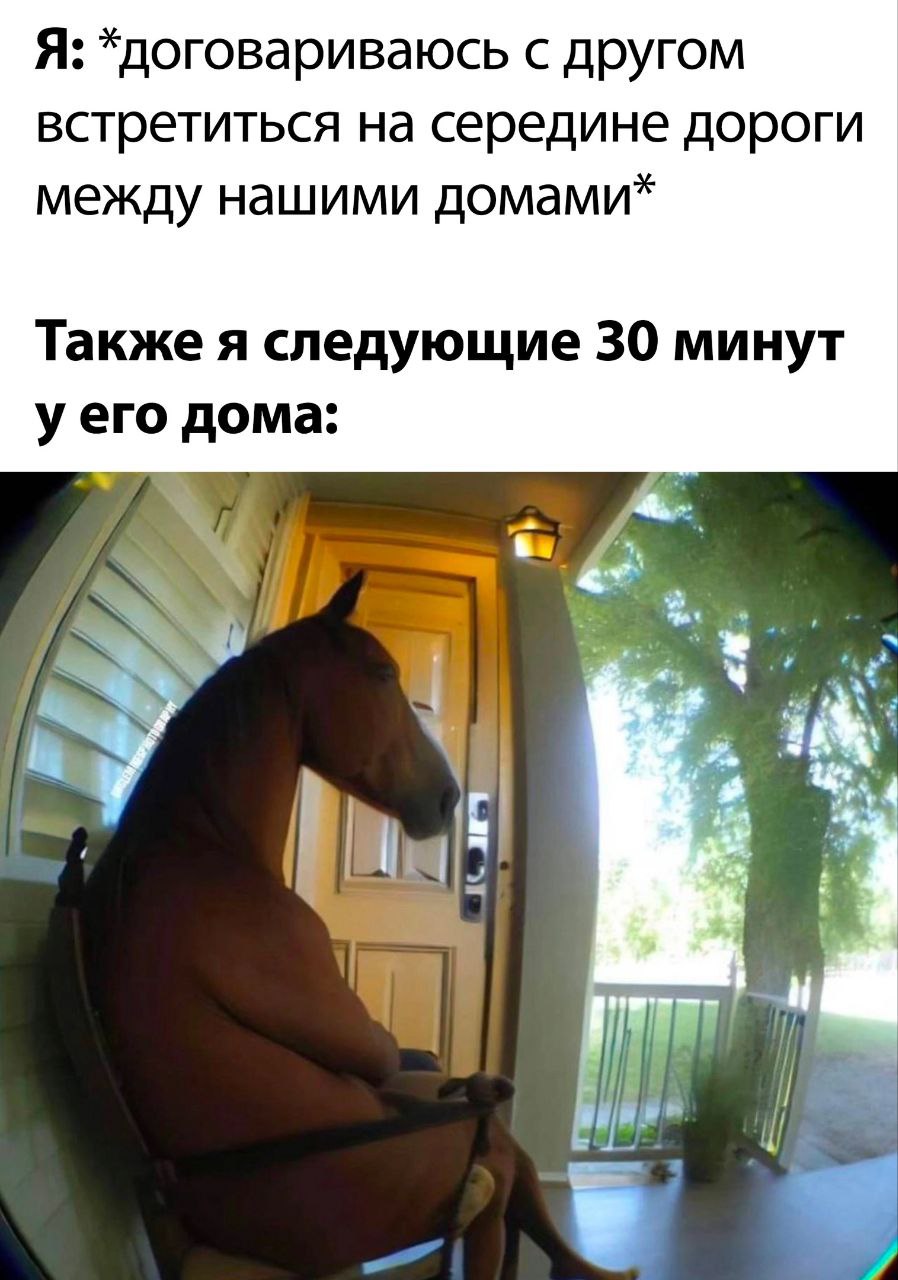 Я: *договариваюсь с другом
встретиться на середине дороги
между нашими домами*
Также я следующие 30 минут
у его дома: